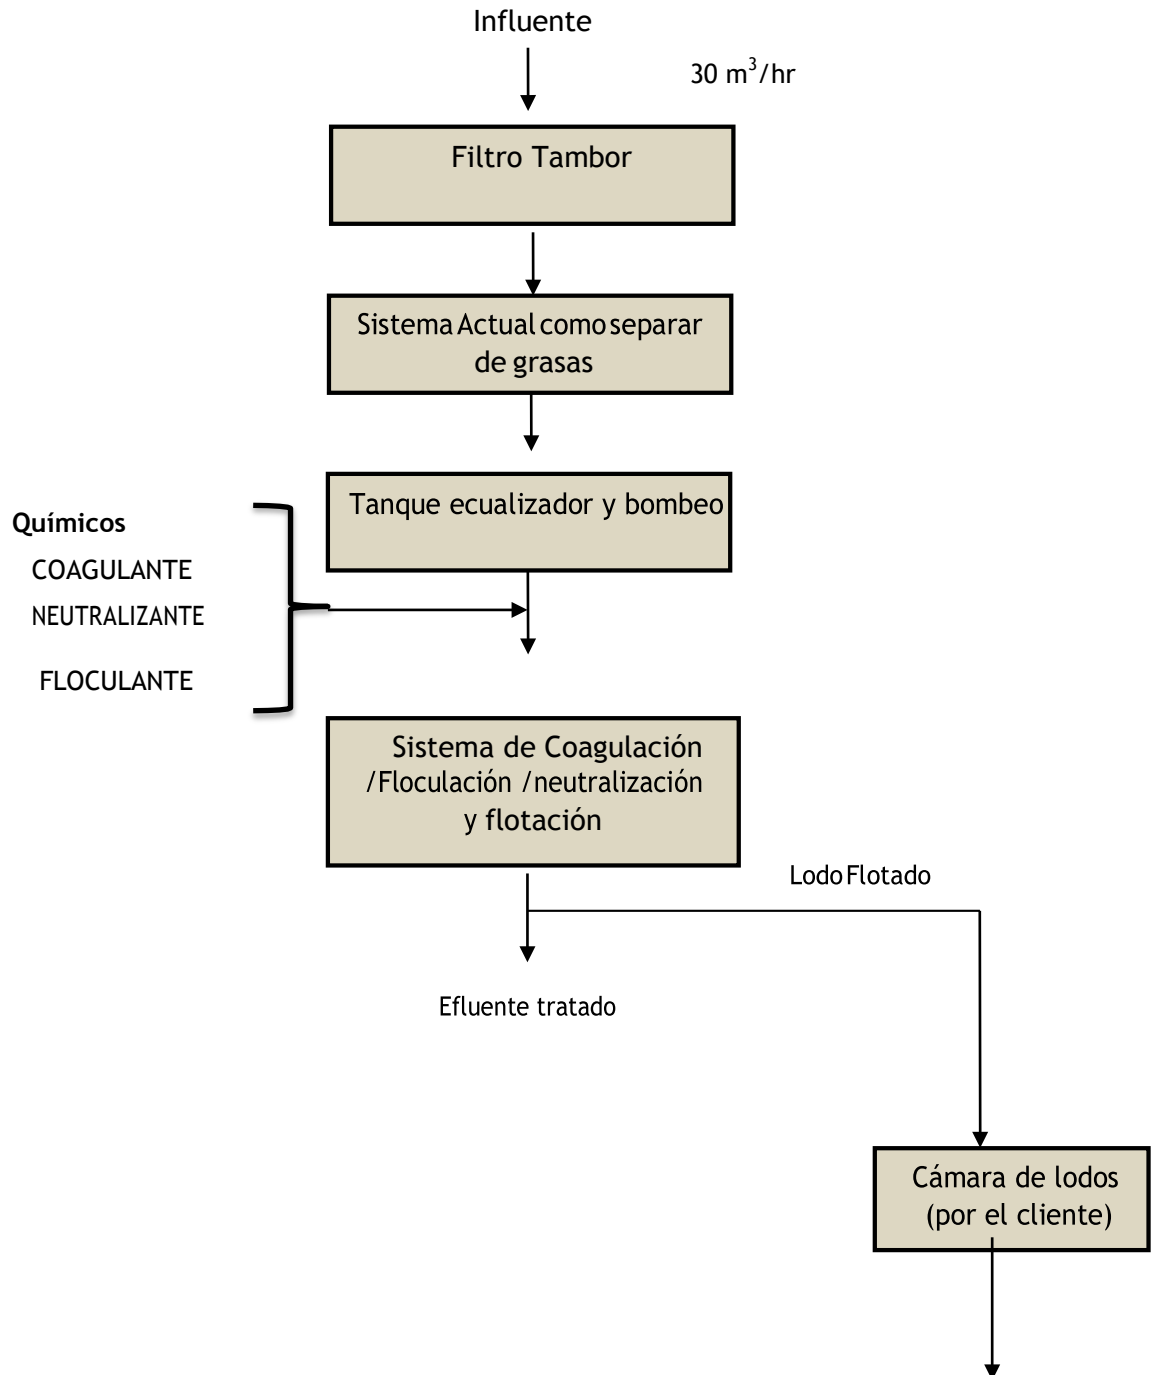 Influente
30 m³/hr
Filtro Tambor
Sistema Actual como separar
de grasas
Tanque ecualizador y bombeo
Químicos
COAGULANTE
NEUTRALIZANTE
FLOCULANTE
Sistema de Coagulación
/Floculación /neutralización
y flotación
Lodo Flotado
Efluente tratado
Cámara de lodos
(por el cliente)